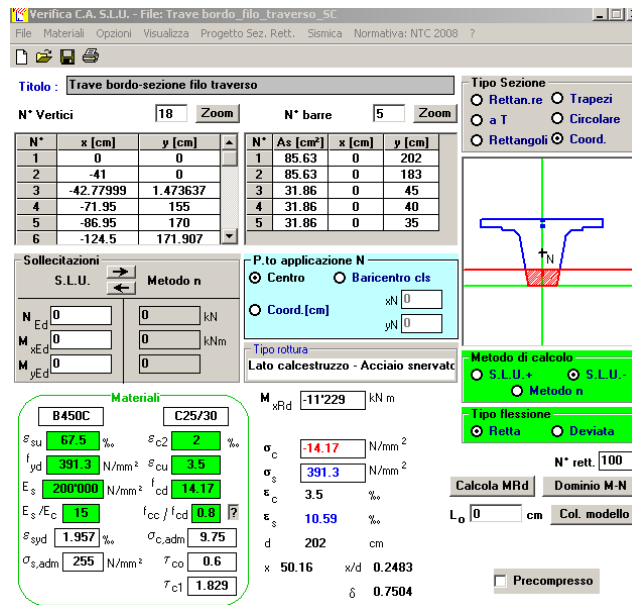 Verifica C.A. S.L.U. - File: Trave bordo_filo_traverso_SC
File Materiali Opzioni Visualizza Progetto Sez. Rett. Sismica Normativa: NTC 2008 ?
Titolo : Trave bordo-sezione filo traverso
N° Vertici 18 Zoom N° barre 5 Zoom
N° x [cm] y [cm]
1 0 0
2 -41 0
3 -42.77999 1.473637
4 -71.95 155
5 -86.95 170
6 -124.5 171.907
N° As [cm²] x [cm] y [cm]
1 85.63 0 202
2 85.63 0 183
3 31.86 0 45
4 31.86 0 40
5 31.86 0 35
Tipo Sezione
Rettan.re Trapezi
a T Circolare
Rettangoli Coord.
N
Sollecitazioni
S.L.U. Metodo n
N Ed 0 0 kN
M xEd 0 0 kNm
M yEd 0 0
P.to applicazione N
Centro Baricentro cls
Coord.[cm] xN 0
yN 0
Tipo rottura
Lato calcestruzzo - Acciaio snervato
Metodo di calcolo
S.L.U.+ S.L.U.-
Metodo n
Tipo flessione
Retta Deviata
N° rett. 100
Calcola MRd Dominio M-N
L₀ 0 cm Col. modello
Precompresso
Materiali
B450C C25/30
εsu 67.5 ‰ εc2 2 ‰
fyd 391.3 N/mm² εcu 3.5
Es 200'000 N/mm² fcd 14.17
Es/Ec 15 fcc/fcd 0.8 ?
εsyd 1.957 ‰ σc,adm 9.75
σs,adm 255 N/mm² τco 0.6
τc1 1.829
M xRd -11'229 kN m
σc -14.17 N/mm²
σs 391.3 N/mm²
εc 3.5 ‰
εs 10.59 ‰
d 202 cm
x 50.16 x/d 0.2483
δ 0.7504